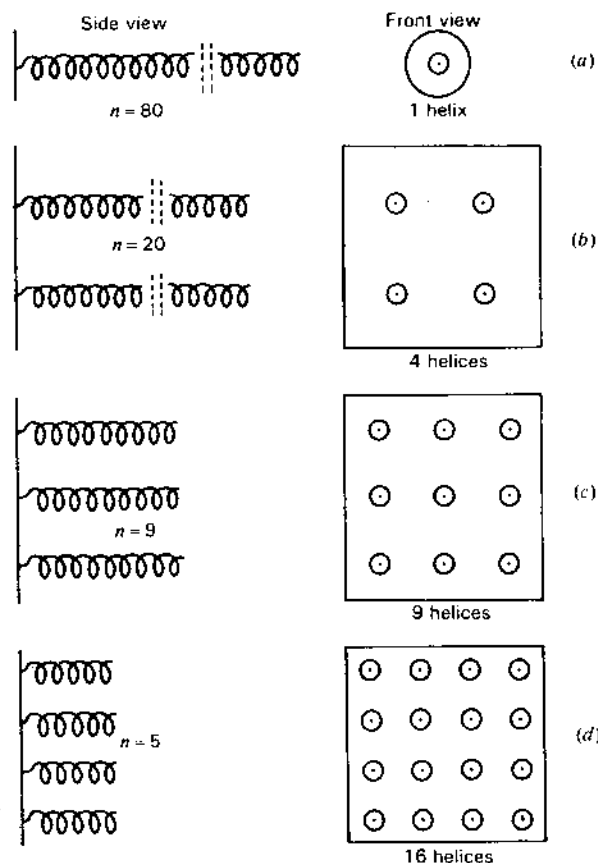 Side view Front view
(a)
n = 80 1 helix
n = 20
(b)
4 helices
(c)
n = 9
9 helices
n = 5 (d)
16 helices